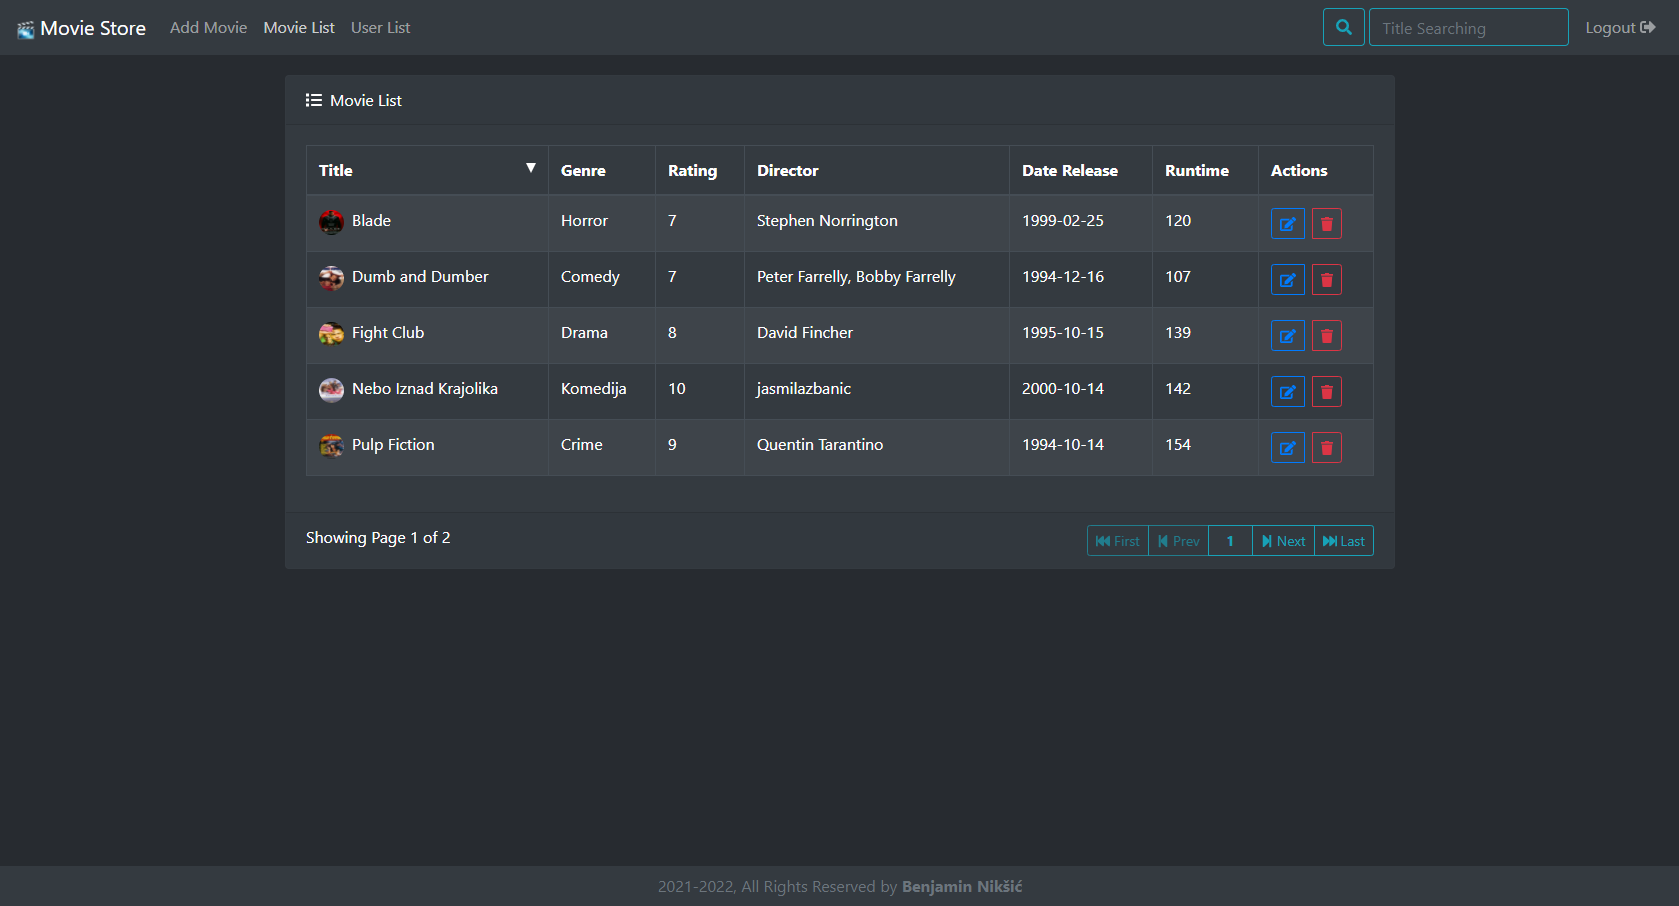 Movie Store Add Movie Movie List User List Title Searching Logout
Movie List
Title ▼ Genre Rating Director Date Release Runtime Actions
Blade Horror 7 Stephen Norrington 1999-02-25 120
Dumb and Dumber Comedy 7 Peter Farrelly, Bobby Farrelly 1994-12-16 107
Fight Club Drama 8 David Fincher 1995-10-15 139
Nebo Iznad Krajolika Komedija 10 jasmilazbanic 2000-10-14 142
Pulp Fiction Crime 9 Quentin Tarantino 1994-10-14 154
Showing Page 1 of 2 First Prev 1 Next Last
2021-2022, All Rights Reserved by Benjamin Nikšić